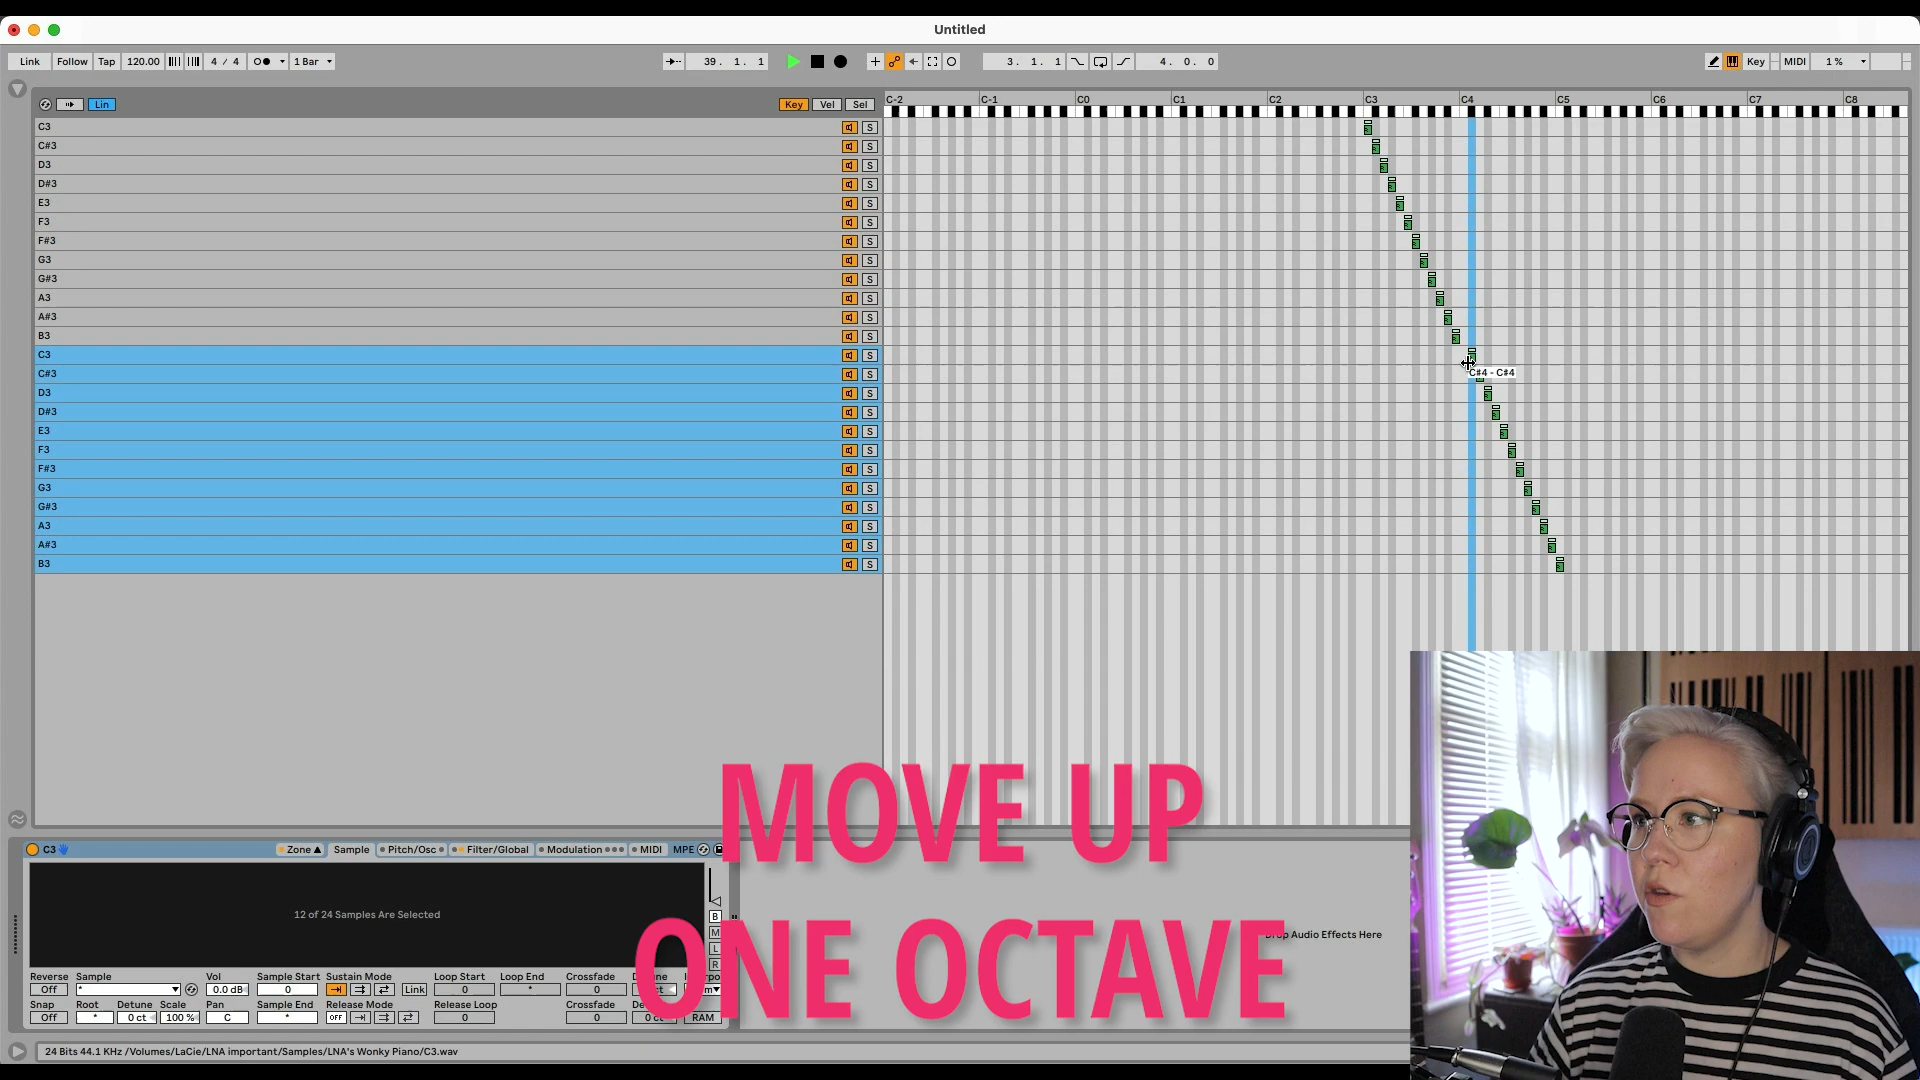 Untitled
Link Follow Tap 120.00 4 / 4 1 Bar 39. 1. 1 3. 1. 1 4. 0. 0 Key MIDI 1 %
Lin Key Vel Sel C-2 C-1 C0 C1 C2 C3 C4 C5 C6 C7 C8
C3 S
C#3 S
D3 S
D#3 S
E3 S
F3 S
F#3 S
G3 S
G#3 S
A3 S
A#3 S
B3 S
C3 S
C#3 S
C#4 - C#4
D3 S
D#3 S
E3 S
F3 S
F#3 S
G3 S
G#3 S
A3 S
A#3 S
B3 S
MOVE UP
ONE OCTAVE
C3 Zone Sample Pitch/Osc Filter/Global Modulation MIDI MPE
12 of 24 Samples Are Selected
B
M
L
R
Drop Audio Effects Here
Reverse Sample Vol Sample Start Sustain Mode Loop Start Loop End Crossfade
Off * 0.0 dB 0 Link 0 * 0
Snap Root Detune Scale Pan Sample End Release Mode Release Loop Crossfade
Off * 0 ct 100 % C * OFF 0 0 0 ct RAM
24 Bits 44.1 KHz /Volumes/LaCie/LNA important/Samples/LNA's Wonky Piano/C3.wav